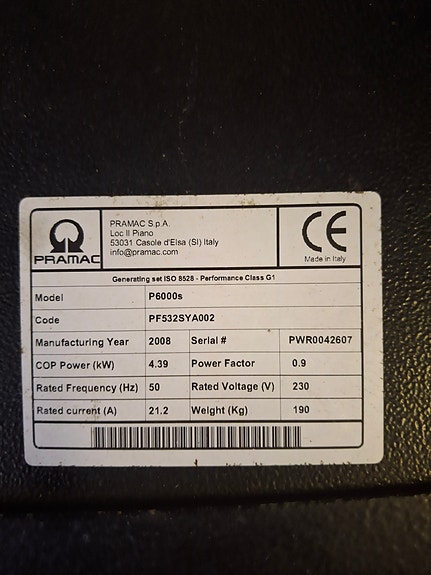 PRAMAC
PRAMAC S.p.A.
Loc Il Piano
53031 Casole d'Elsa (SI) Italy
info@pramac.com
CE
Made in Italy
Generating set ISO 8528 - Performance Class G1
Model P6000s
Code PF532SYA002
Manufacturing Year 2008 Serial # PWR0042607
COP Power (kW) 4.39 Power Factor 0.9
Rated Frequency (Hz) 50 Rated Voltage (V) 230
Rated current (A) 21.2 Weight (Kg) 190